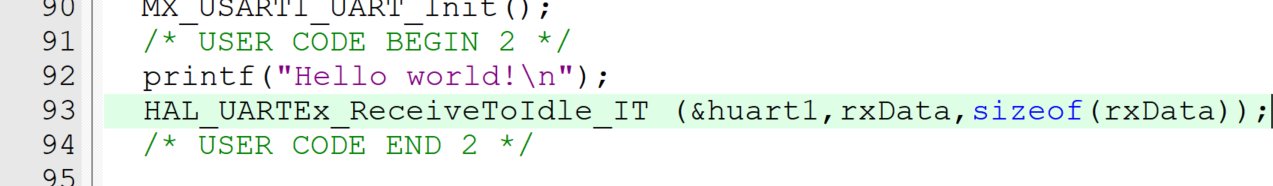 90 MX_USART1_UART_Init();
91 /* USER CODE BEGIN 2 */
92 printf("Hello world!\n");
93 HAL_UARTEx_ReceiveToIdle_IT (&huart1,rxData,sizeof(rxData));
94 /* USER CODE END 2 */
95